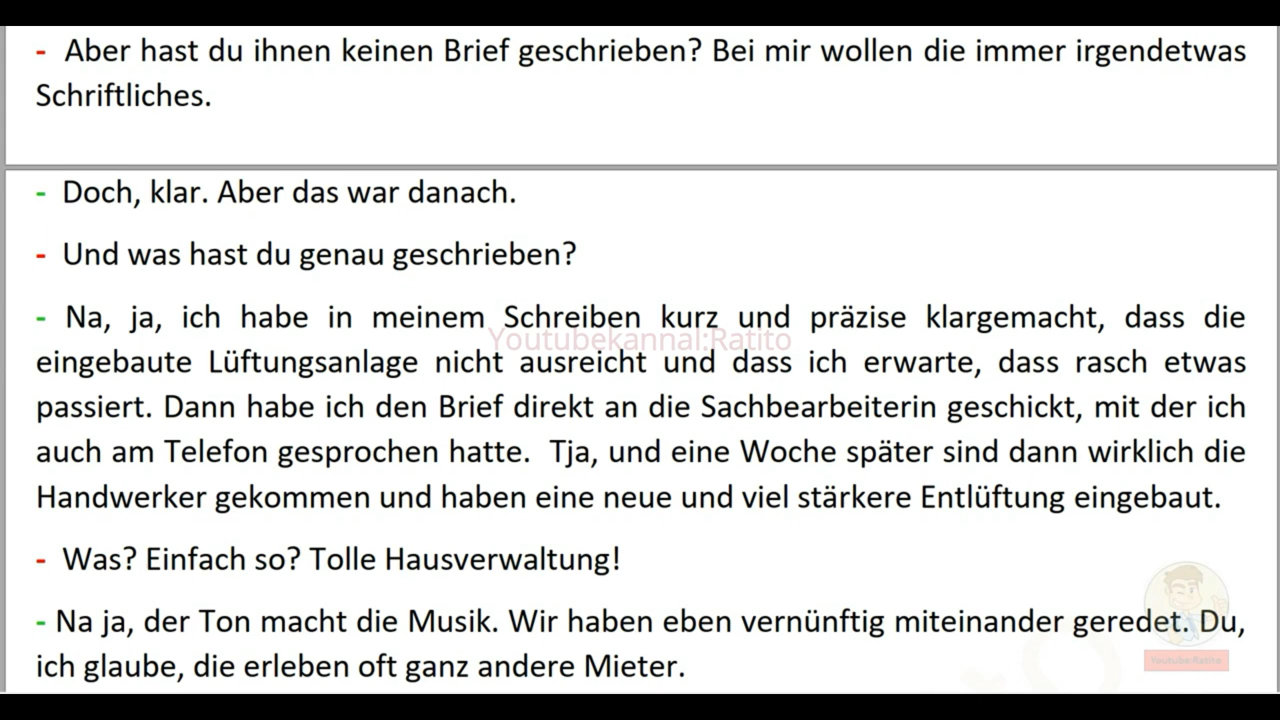 - Aber hast du ihnen keinen Brief geschrieben? Bei mir wollen die immer irgendetwas
Schriftliches.
- Doch, klar. Aber das war danach.
- Und was hast du genau geschrieben?
- Na, ja, ich habe in meinem Schreiben kurz und präzise klargemacht, dass die
Youtubekannal:Ratito
eingebaute Lüftungsanlage nicht ausreicht und dass ich erwarte, dass rasch etwas
passiert. Dann habe ich den Brief direkt an die Sachbearbeiterin geschickt, mit der ich
auch am Telefon gesprochen hatte. Tja, und eine Woche später sind dann wirklich die
Handwerker gekommen und haben eine neue und viel stärkere Entlüftung eingebaut.
- Was? Einfach so? Tolle Hausverwaltung!
- Na ja, der Ton macht die Musik. Wir haben eben vernünftig miteinander geredet. Du,
ich glaube, die erleben oft ganz andere Mieter.
Youtube:Ratito